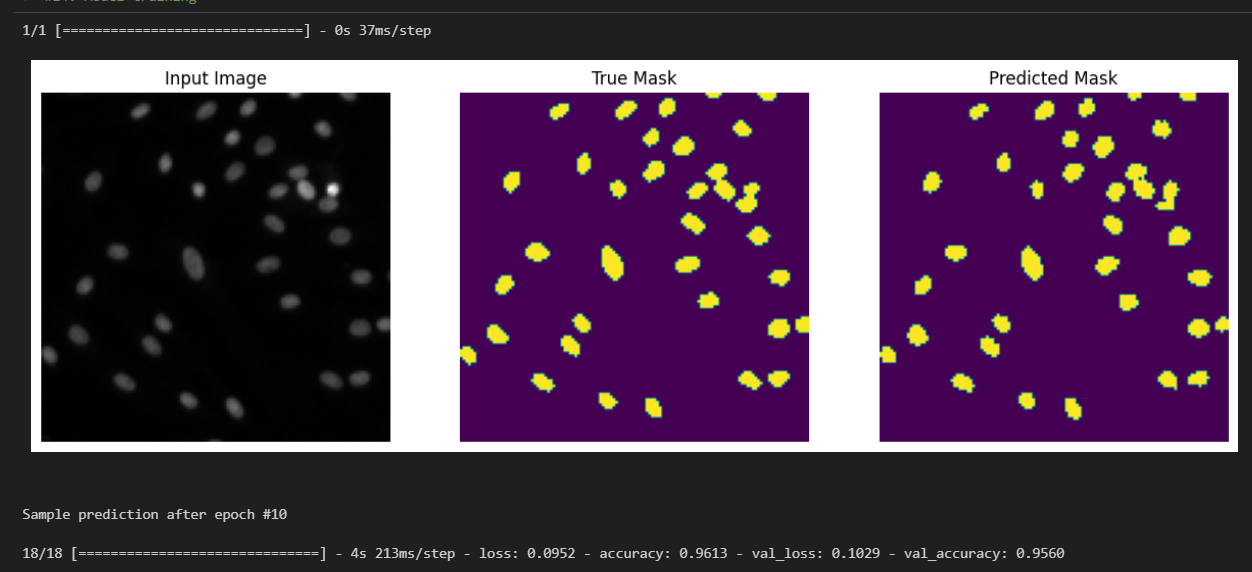 1/1 [==============================] - 0s 37ms/step
Input Image
True Mask
Predicted Mask
Sample prediction after epoch #10
18/18 [==============================] - 4s 213ms/step - loss: 0.0952 - accuracy: 0.9613 - val_loss: 0.1029 - val_accuracy: 0.9560